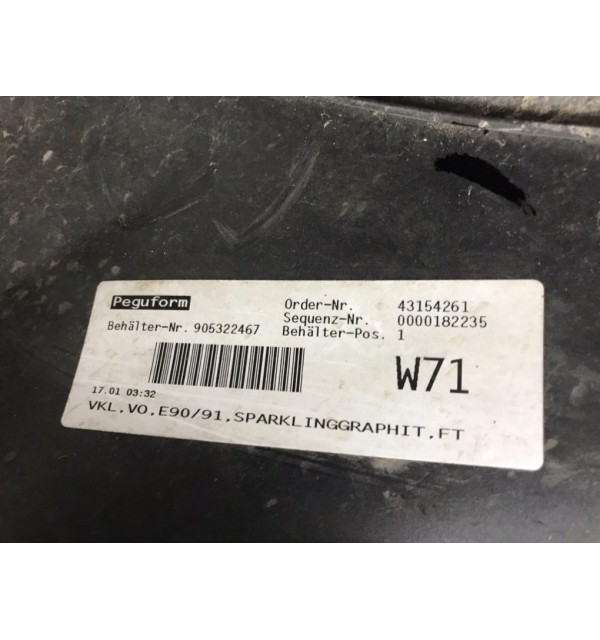 Peguform
Order-Nr. 43154261
Sequenz-Nr. 0000182235
Behälter-Nr. 905322467 Behälter-Pos. 1
W71
17.01 03:32
VKL.VO.E90/91.SPARKLINGGRAPHIT.FT